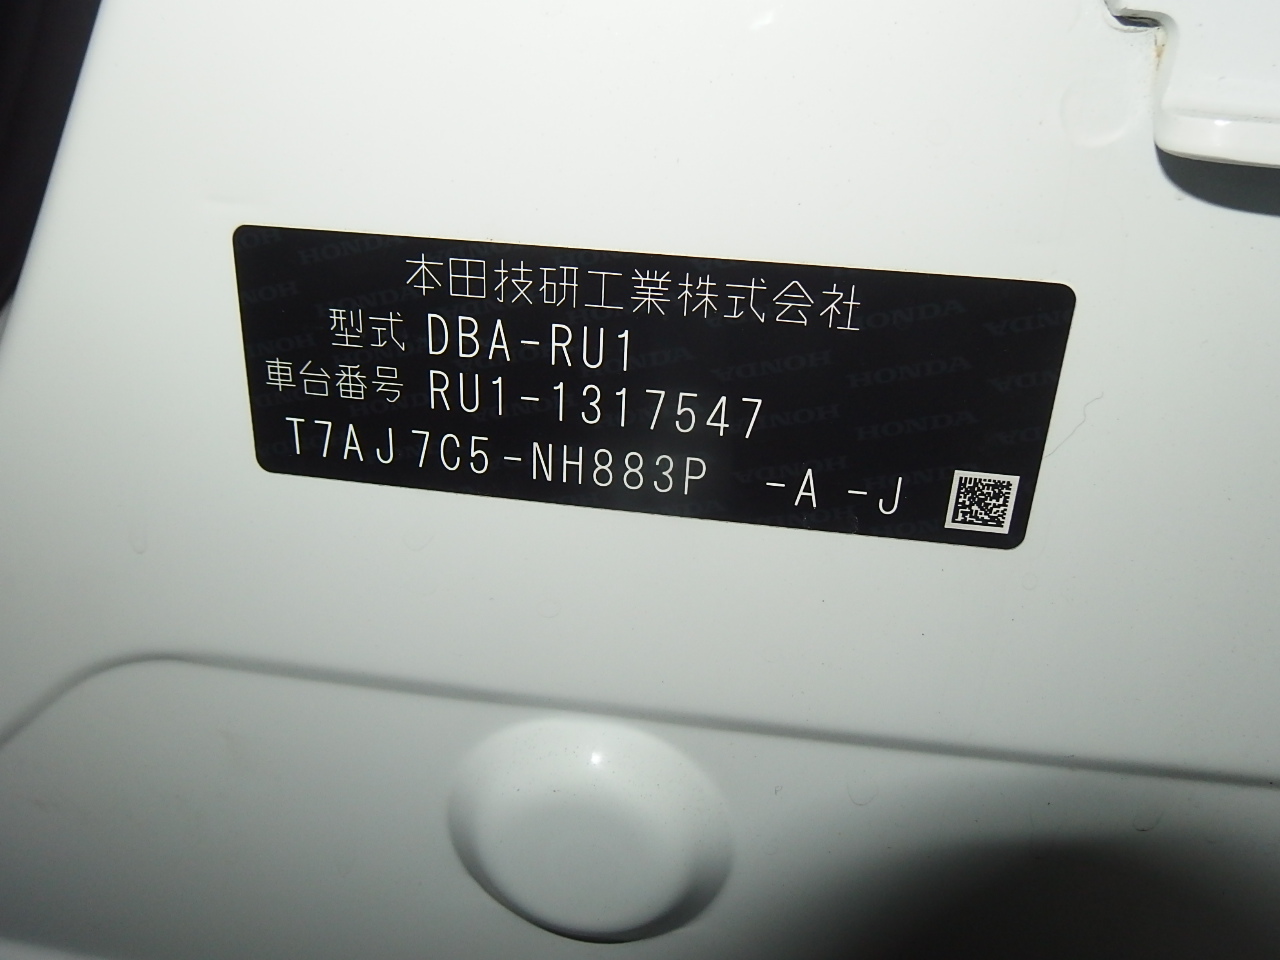 本田技研工業株式会社
型式 DBA-RU1
車台番号 RU1-1317547
T7AJ7C5-NH883P -A -J